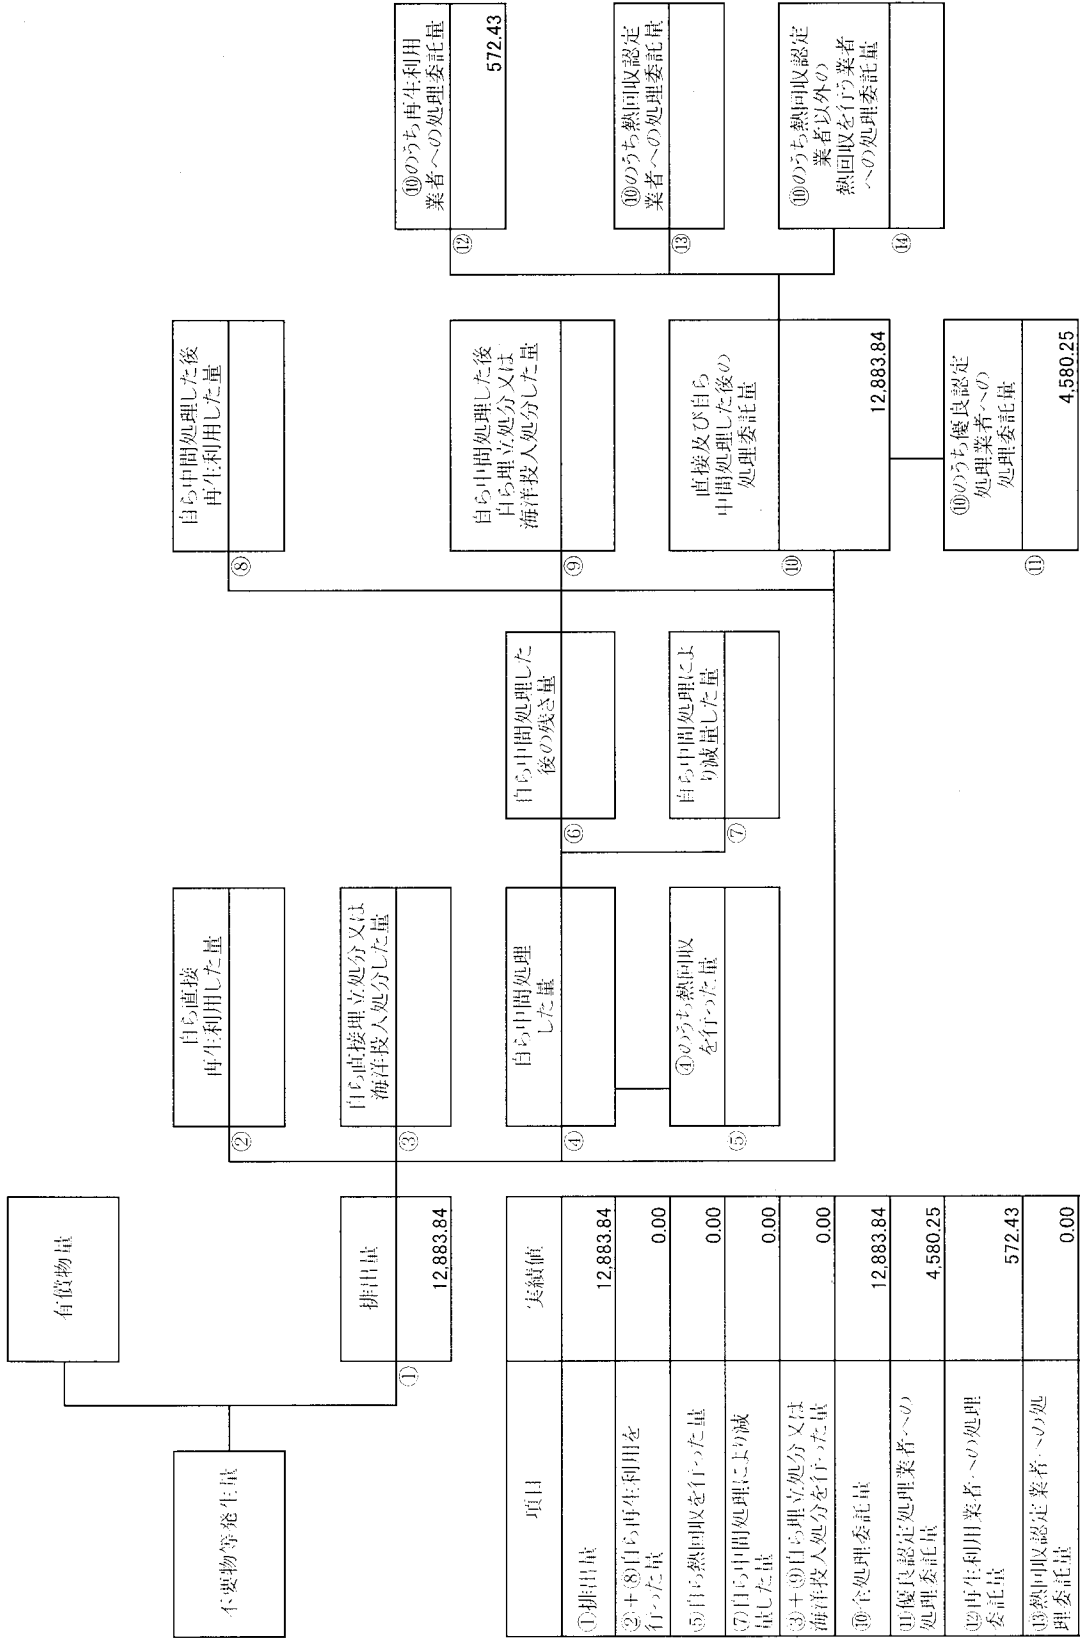 不要物等発生量
有償物量
排出量
①
12,883.84
自ら直接
再生利用した量
②
自ら直接埋立処分又は
海洋投入処分した量
③
自ら中間処理
した量
④
④のうち熱回収
を行った量
⑤
自ら中間処理した
後の残さ量
⑥
自ら中間処理によ
り減量した量
⑦
自ら中間処理した後
再生利用した量
⑧
自ら中間処理した後
自ら埋立処分又は
海洋投入処分した量
⑨
直接及び自ら
中間処理した後の
処理委託量
⑩
12,883.84
⑩のうち優良認定
処理業者への
処理委託量
⑪
4,580.25
⑩のうち再生利用
業者への処理委託量
⑫
572.43
⑩のうち熱回収認定
業者への処理委託量
⑬
⑩のうち熱回収認定
業者以外の
熱回収を行う業者
への処理委託量
⑭
項目
実績値
①排出量
12,883.84
②+⑧自ら再生利用を
行った量
0.00
⑤自ら熱回収を行った量
0.00
⑦自ら中間処理により減
量した量
0.00
③+⑨自ら埋立処分又は
海洋投入処分を行った量
0.00
⑩全処理委託量
12,883.84
⑪優良認定処理業者への
処理委託量
4,580.25
⑫再生利用業者への処理
委託量
572.43
⑬熱回収認定業者への処
理委託量
0.00